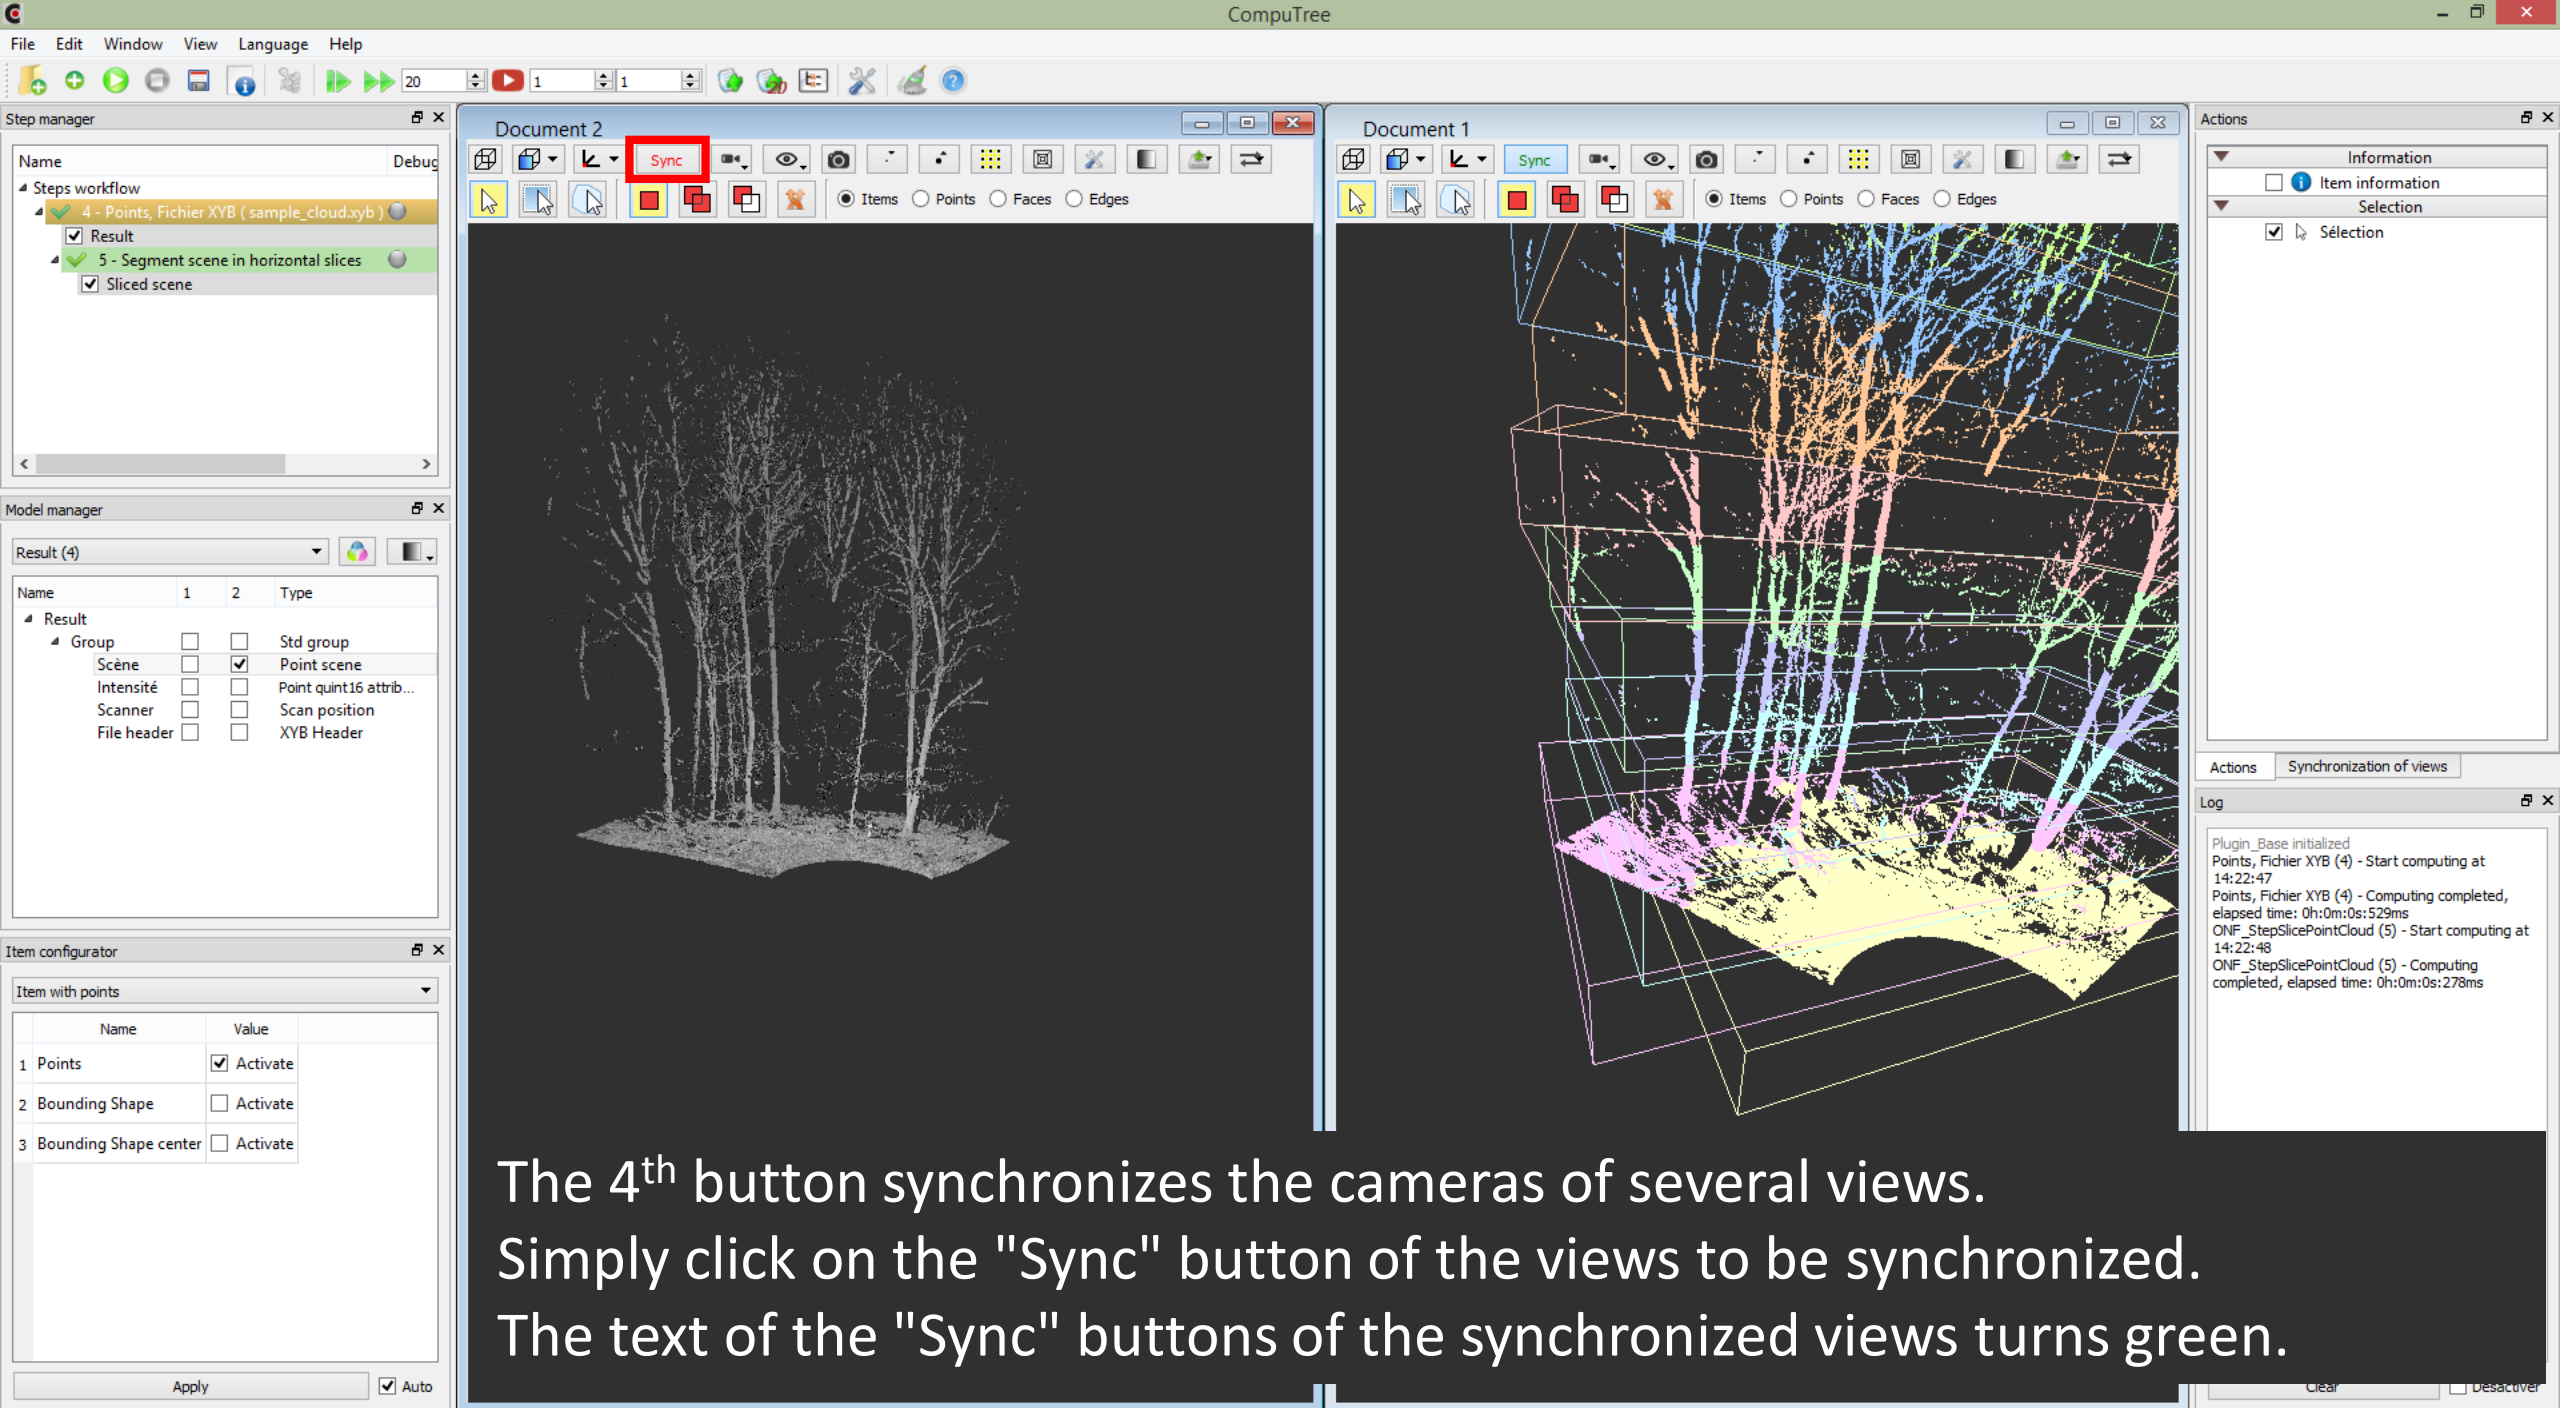 CompuTree
File Edit Window View Language Help
20 1 1 2D
Step manager
Name Debug
Steps workflow
4 - Points, Fichier XYB ( sample_cloud.xyb )
Result
5 - Segment scene in horizontal slices
Sliced scene
Model manager
Result (4)
Name 1 2 Type
Result
Group Std group
Scène Point scene
Intensité Point quint16 attrib...
Scanner Scan position
File header XYB Header
Item configurator
Item with points
Name Value
1 Points Activate
2 Bounding Shape Activate
3 Bounding Shape center Activate
Apply Auto
Document 2
Sync
Items Points Faces Edges
Document 1
Sync
Items Points Faces Edges
The 4th button synchronizes the cameras of several views.
Simply click on the "Sync" button of the views to be synchronized.
The text of the "Sync" buttons of the synchronized views turns green.
Actions
Information
Item information
Selection
Sélection
Actions Synchronization of views
Log
Plugin_Base initialized
Points, Fichier XYB (4) - Start computing at
14:22:47
Points, Fichier XYB (4) - Computing completed,
elapsed time: 0h:0m:0s:529ms
ONF_StepSlicePointCloud (5) - Start computing at
14:22:48
ONF_StepSlicePointCloud (5) - Computing
completed, elapsed time: 0h:0m:0s:278ms
Clear Désactiver